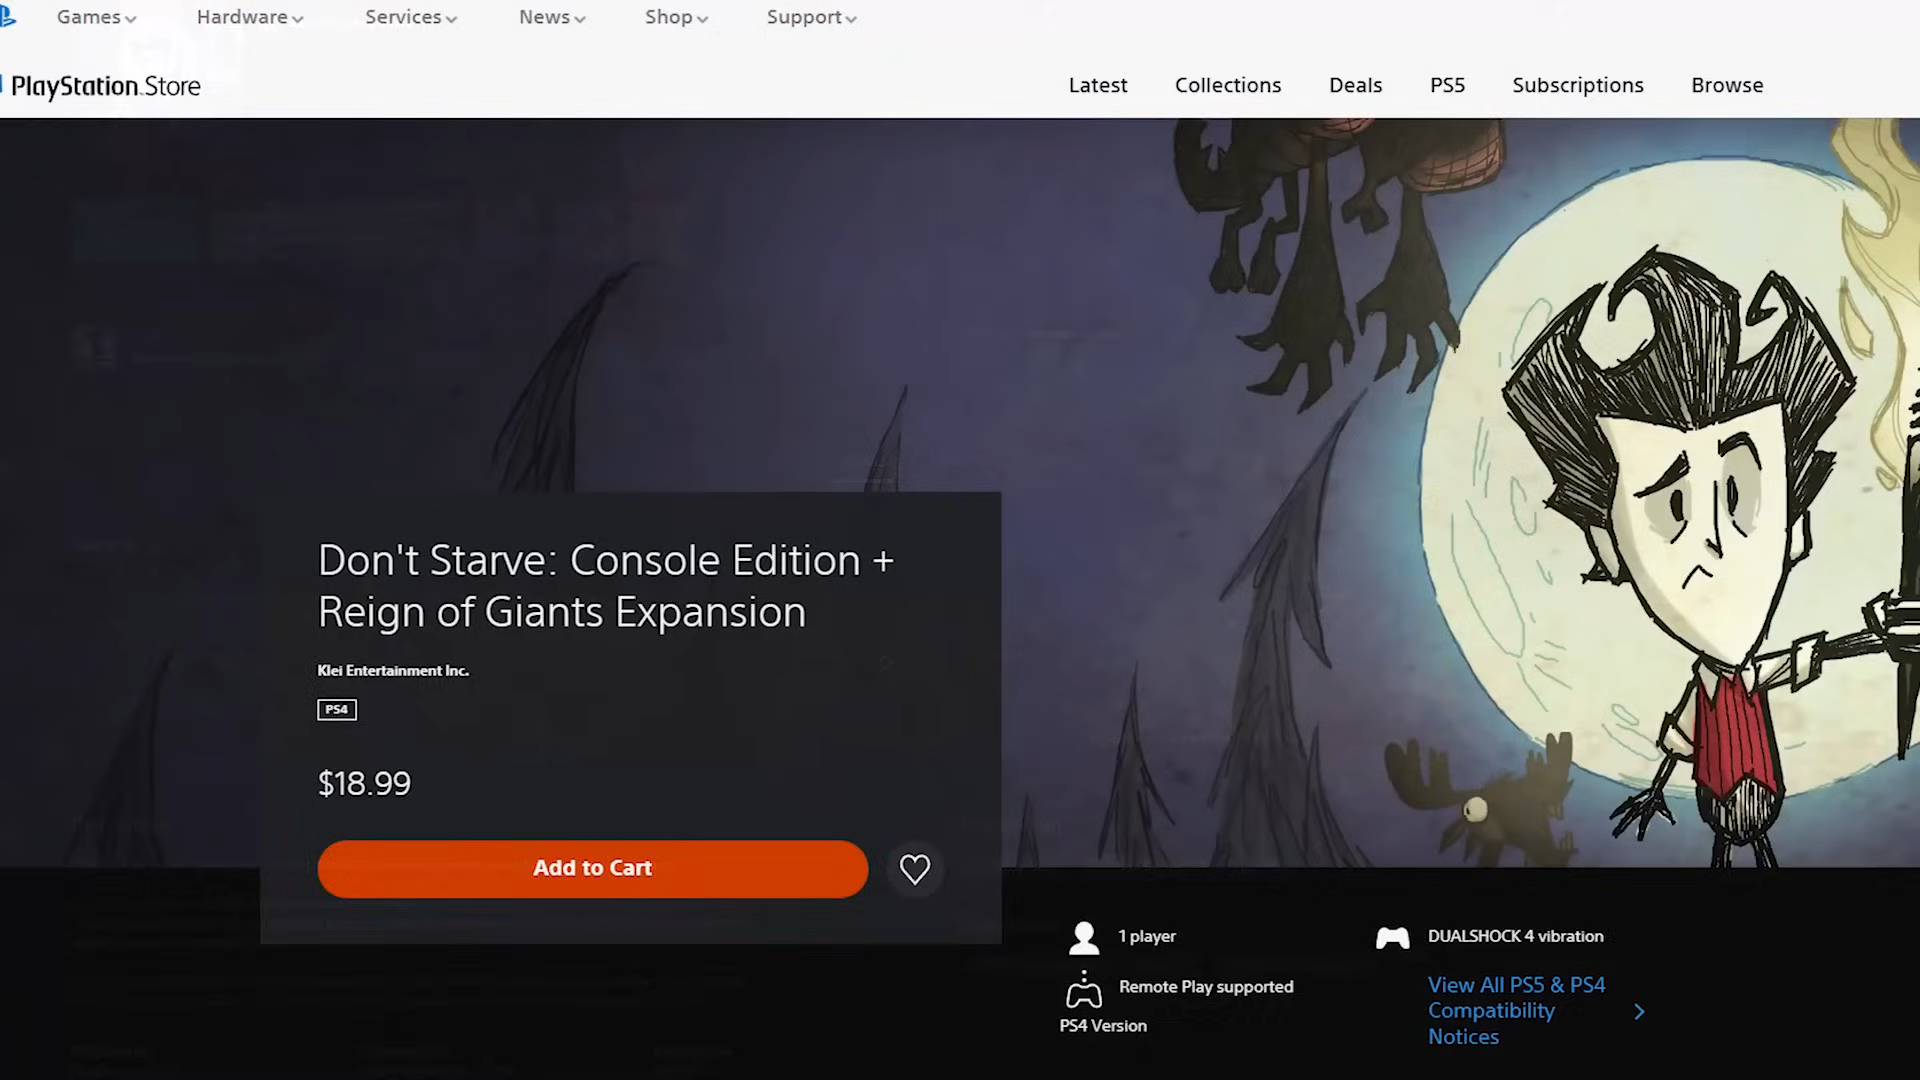 Games
Hardware
Services
News
Shop
Support
PlayStation Store
Latest
Collections
Deals
PS5
Subscriptions
Browse
Don't Starve: Console Edition +
Reign of Giants Expansion
Klei Entertainment Inc.
PS4
$18.99
Add to Cart
1 player
DUALSHOCK 4 vibration
Remote Play supported
PS4 Version
View All PS5 & PS4
Compatibility
Notices